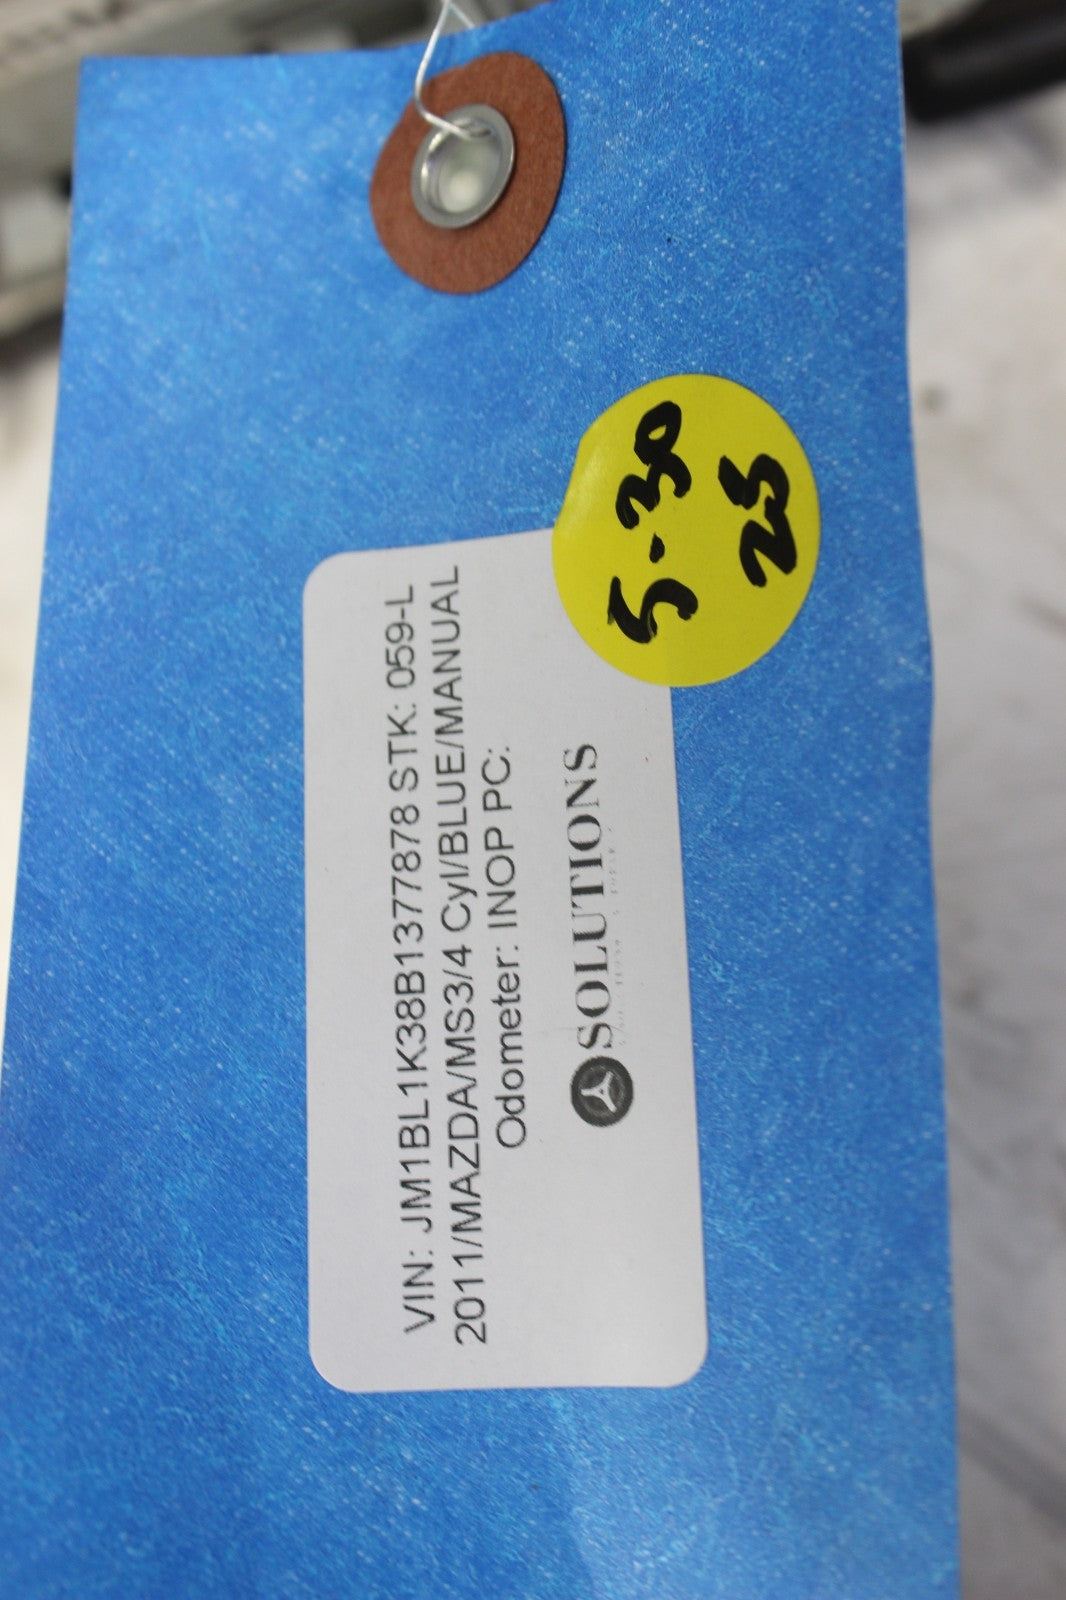 5-30
25
VIN: JM1BL1K38B1377878 STK: 059-L
2011/MAZDA/MS3/4 Cyl/BLUE/MANUAL
Odometer: INOP PC:
SOLUTIONS